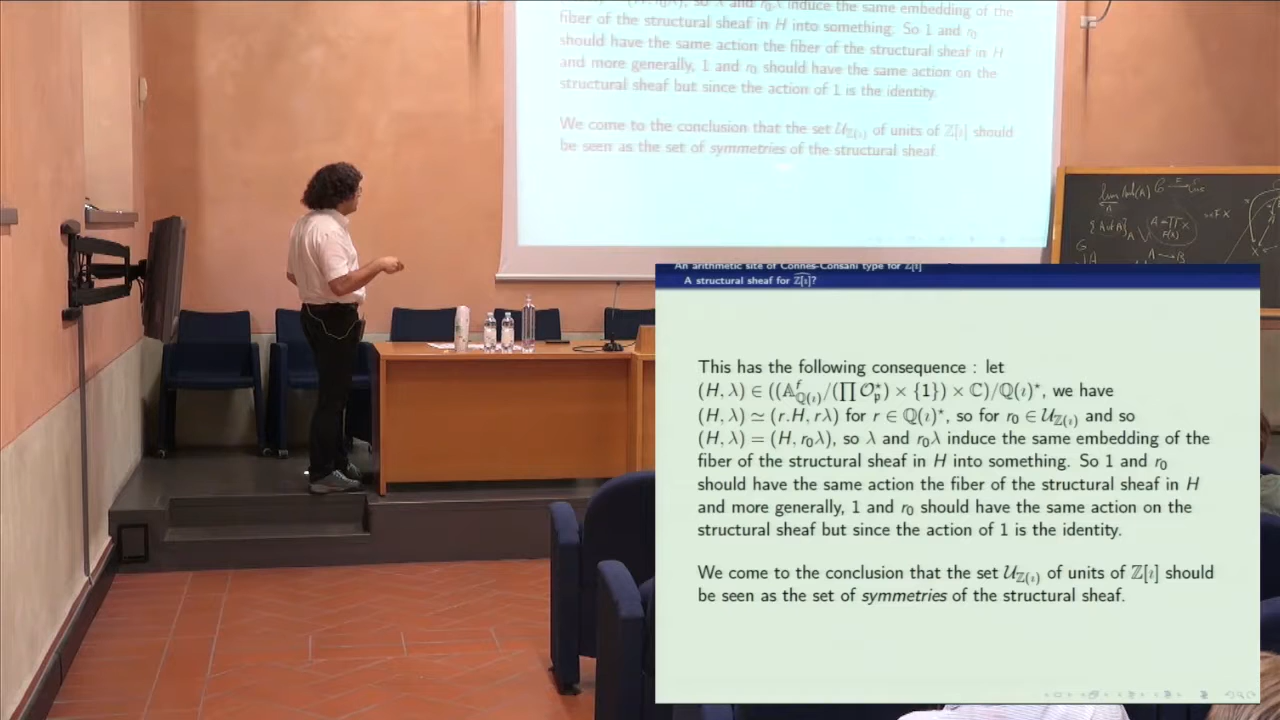 fiber of the structural sheaf in H into something. So 1 and r₀
should have the same action the fiber of the structural sheaf in H
and more generally, 1 and r₀ should have the same action on the
structural sheaf but since the action of 1 is the identity.
We come to the conclusion that the set 𝒰_ℤ(ı) of units of ℤ[ı] should
be seen as the set of symmetries of the structural sheaf.
An arithmetic site of Connes-Consani type for ℤ[ı]
A structural sheaf for ℤ[ı]?
This has the following consequence : let
(H, λ) ∈ ((𝔸^f_ℚ(ı)/(∏ 𝒪*_𝔭) × {1}) × ℂ)/ℚ(ı)*, we have
(H, λ) ≃ (r.H, rλ) for r ∈ ℚ(ı)*, so for r₀ ∈ 𝒰_ℤ(ı) and so
(H, λ) = (H, r₀λ), so λ and r₀λ induce the same embedding of the
fiber of the structural sheaf in H into something. So 1 and r₀
should have the same action the fiber of the structural sheaf in H
and more generally, 1 and r₀ should have the same action on the
structural sheaf but since the action of 1 is the identity.
We come to the conclusion that the set 𝒰_ℤ(ı) of units of ℤ[ı] should
be seen as the set of symmetries of the structural sheaf.